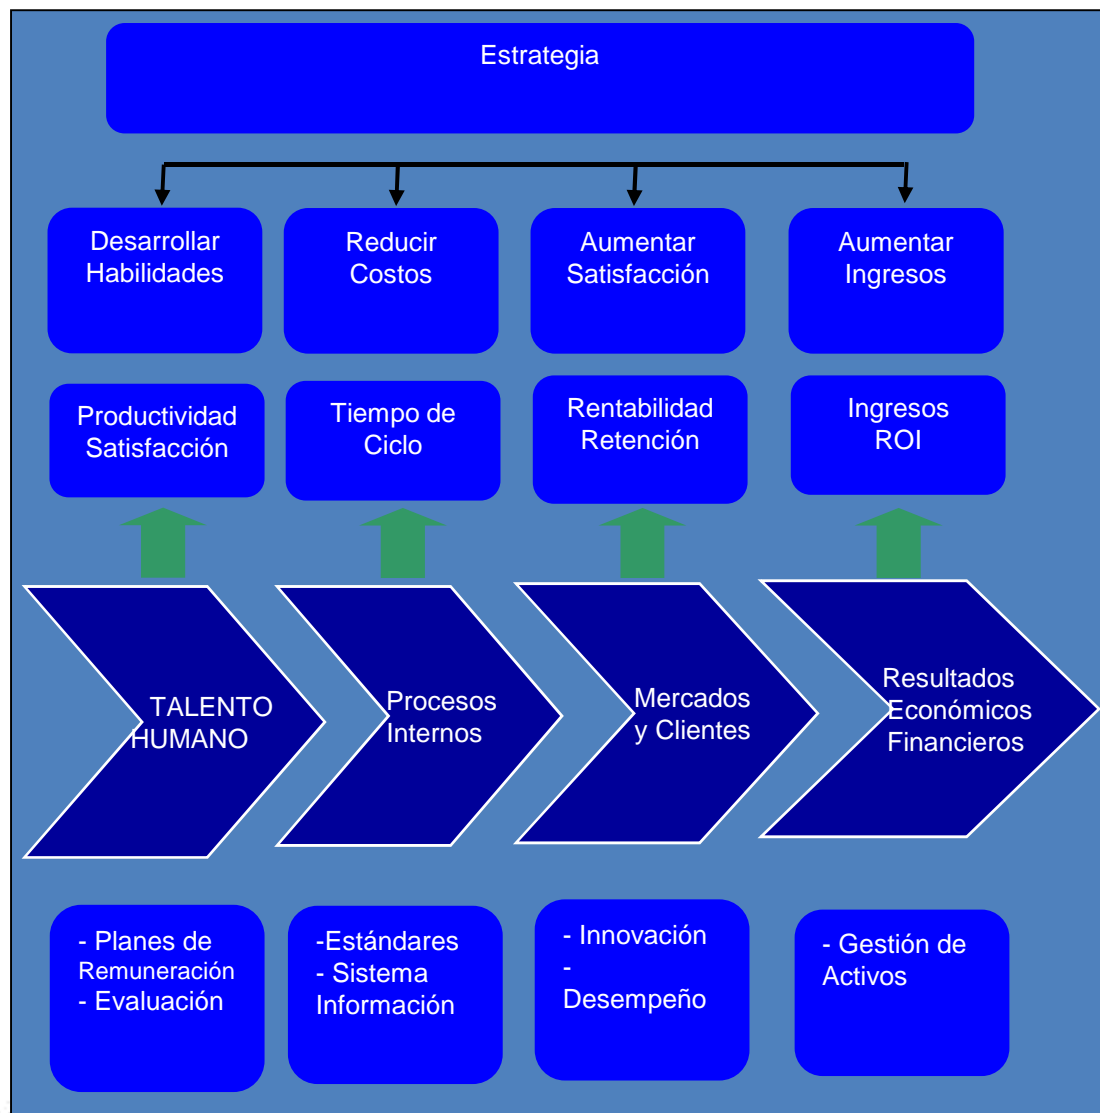 Estrategia
Desarrollar
Habilidades
Reducir
Costos
Aumentar
Satisfacción
Aumentar
Ingresos
Productividad
Satisfacción
Tiempo de
Ciclo
Rentabilidad
Retención
Ingresos
ROI
TALENTO
HUMANO
Procesos
Internos
Mercados
y Clientes
Resultados
Económicos
Financieros
- Planes de
Remuneración
- Evaluación
-Estándares
- Sistema
Información
- Innovación
-
Desempeño
- Gestión de
Activos